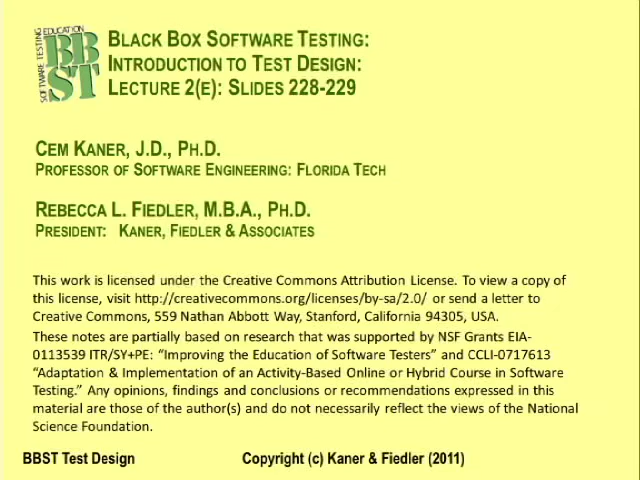 SOFTWARE TESTING EDUCATION
BB
ST
BLACK BOX SOFTWARE TESTING:
INTRODUCTION TO TEST DESIGN:
LECTURE 2(E): SLIDES 228-229
CEM KANER, J.D., PH.D.
PROFESSOR OF SOFTWARE ENGINEERING: FLORIDA TECH
REBECCA L. FIEDLER, M.B.A., PH.D.
PRESIDENT: KANER, FIEDLER & ASSOCIATES
This work is licensed under the Creative Commons Attribution License. To view a copy of
this license, visit http://creativecommons.org/licenses/by-sa/2.0/ or send a letter to
Creative Commons, 559 Nathan Abbott Way, Stanford, California 94305, USA.
These notes are partially based on research that was supported by NSF Grants EIA-
0113539 ITR/SY+PE: “Improving the Education of Software Testers” and CCLI-0717613
“Adaptation & Implementation of an Activity-Based Online or Hybrid Course in Software
Testing.” Any opinions, findings and conclusions or recommendations expressed in this
material are those of the author(s) and do not necessarily reflect the views of the National
Science Foundation.
BBST Test Design Copyright (c) Kaner & Fiedler (2011)